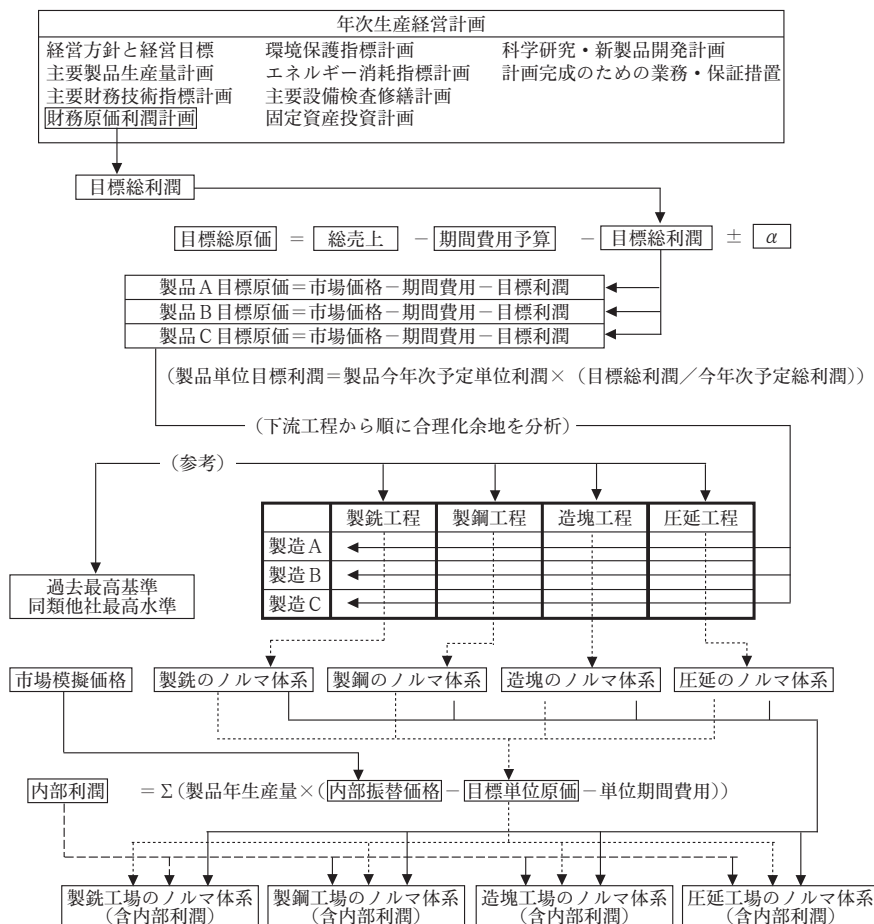 年次生産経営計画
経営方針と経営目標 環境保護指標計画 科学研究・新製品開発計画
主要製品生産量計画 エネルギー消耗指標計画 計画完成のための業務・保証措置
主要財務技術指標計画 主要設備検査修繕計画
財務原価利潤計画 固定資産投資計画
目標総利潤
目標総原価 = 総売上 − 期間費用予算 − 目標総利潤 ± α
製品A目標原価=市場価格−期間費用−目標利潤
製品B目標原価=市場価格−期間費用−目標利潤
製品C目標原価=市場価格−期間費用−目標利潤
(製品単位目標利潤=製品今年次予定単位利潤×(目標総利潤/今年次予定総利潤))
(下流工程から順に合理化余地を分析)
(参考)
製銑工程 製鋼工程 造塊工程 圧延工程
製造A
製造B
製造C
過去最高基準
同類他社最高水準
市場模擬価格 製銑のノルマ体系 製鋼のノルマ体系 造塊のノルマ体系 圧延のノルマ体系
内部利潤 =Σ(製品年生産量×(内部振替価格−目標単位原価−単位期間費用))
製銑工場のノルマ体系 製鋼工場のノルマ体系 造塊工場のノルマ体系 圧延工場のノルマ体系
(含内部利潤) (含内部利潤) (含内部利潤) (含内部利潤)